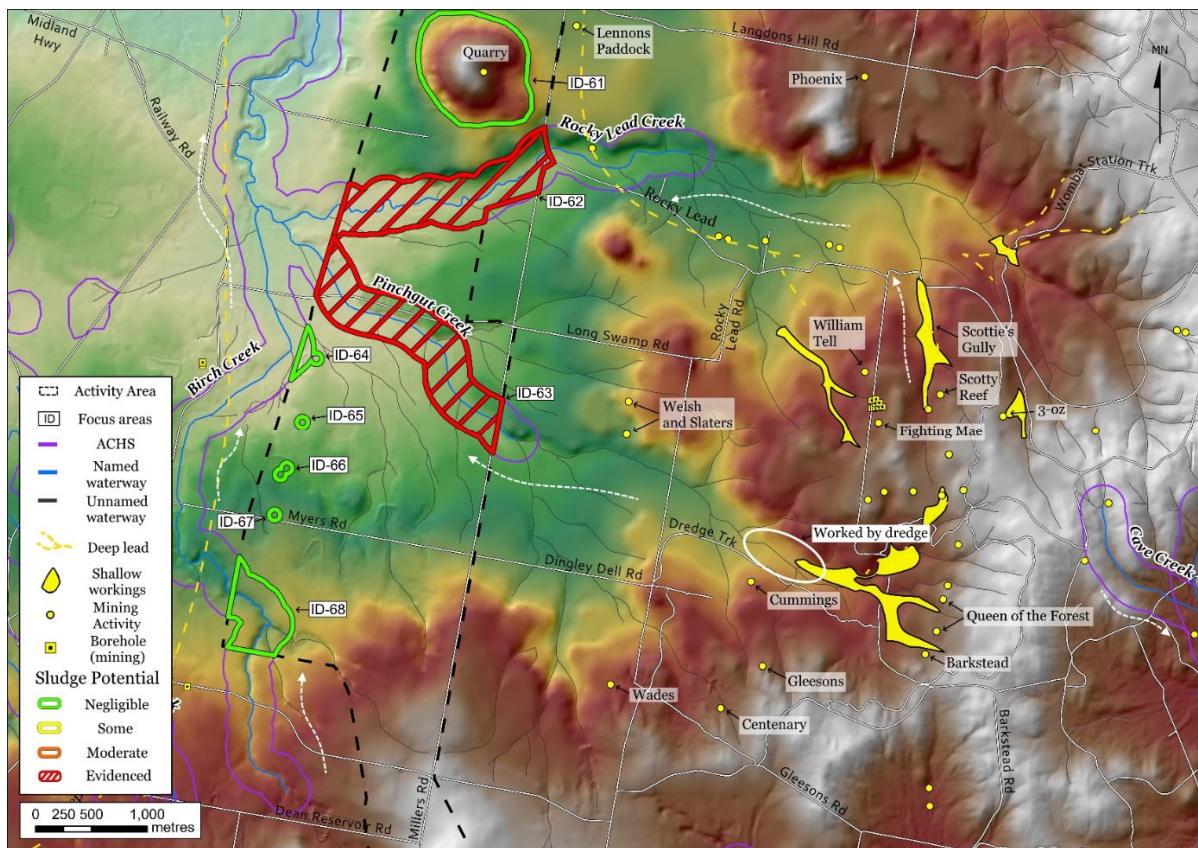 Midland
Hwy
Railway Rd
Quarry
ID-61
Lennons
Paddock
Langdons Hill Rd
Phoenix
MN
Rocky Lead Creek
ID-62
Rocky Lead
Wombat Station Trk
Pinchgut Creek
Long Swamp Rd
Rocky
Lead Rd
William
Tell
Scottie's
Gully
Scotty
Reef
3-oz
Fighting Mae
Birch Creek
ID-64
ID-63
ID-65
Welsh
and Slaters
ID-66
ID-67
Myers Rd
Dingley Dell Rd
Dredge Trk
Worked by dredge
Cave Creek
ID-68
Cummings
Queen of the Forest
Barkstead
Gleesons
Wades
Centenary
Barkstead Rd
Gleesons Rd
Millers Rd
Dean Reservoir Rd
Activity Area
ID
Focus areas
ACHS
Named
waterway
Unnamed
waterway
Deep lead
Shallow
workings
Mining
Activity
Borehole
(mining)
Sludge Potential
Negligible
Some
Moderate
Evidenced
0 250 500 1,000
metres